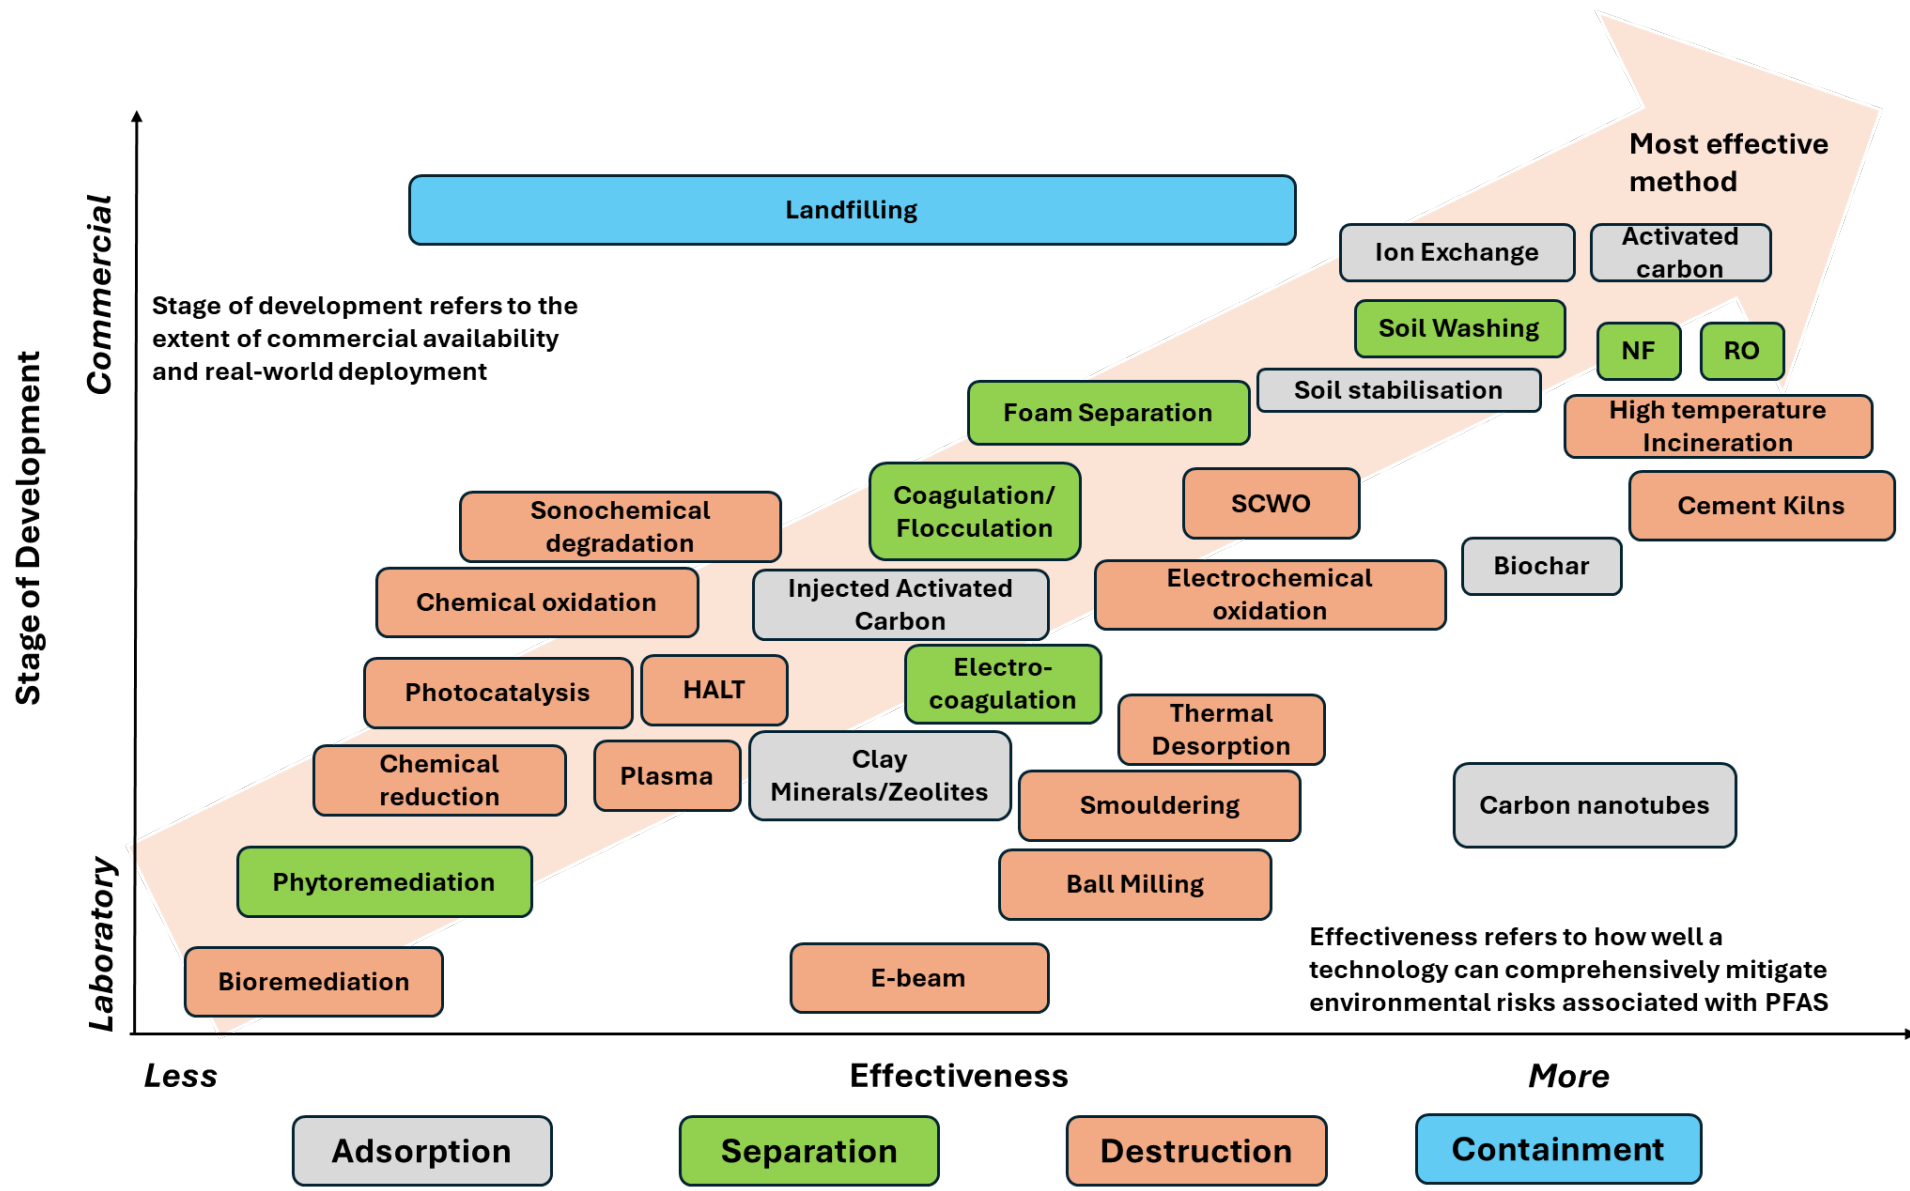 Most effective
method
Landfilling
Ion Exchange
Activated
carbon
Stage of development refers to the
extent of commercial availability
and real-world deployment
Soil Washing
NF
RO
Soil stabilisation
Foam Separation
High temperature
Incineration
Coagulation/
Flocculation
SCWO
Cement Kilns
Sonochemical
degradation
Biochar
Chemical oxidation
Injected Activated
Carbon
Electrochemical
oxidation
Photocatalysis
HALT
Electro-
coagulation
Thermal
Desorption
Chemical
reduction
Plasma
Clay
Minerals/Zeolites
Smouldering
Carbon nanotubes
Phytoremediation
Ball Milling
Bioremediation
E-beam
Effectiveness refers to how well a
technology can comprehensively mitigate
environmental risks associated with PFAS
Stage of Development
Commercial
Laboratory
Less
Effectiveness
More
Adsorption
Separation
Destruction
Containment